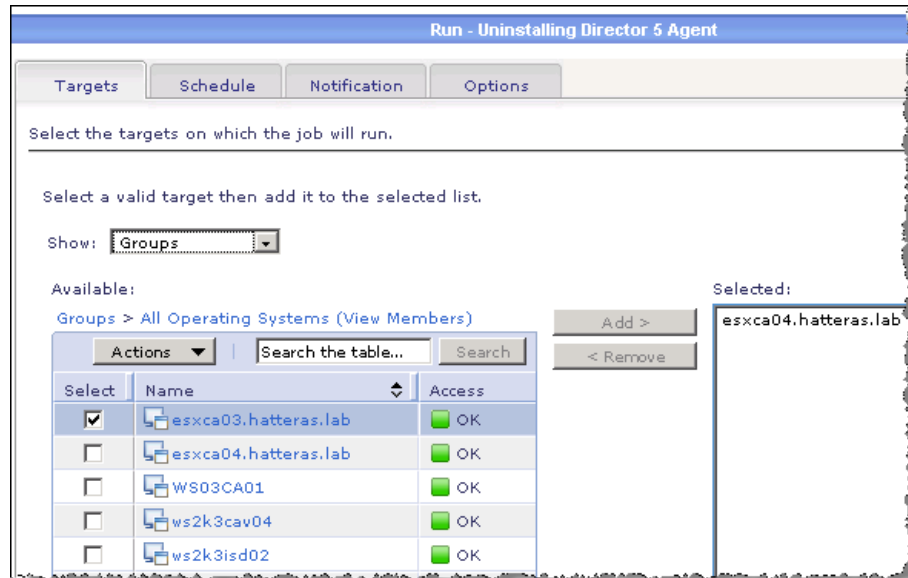 Run - Uninstalling Director 5 Agent
Targets Schedule Notification Options
Select the targets on which the job will run.
Select a valid target then add it to the selected list.
Show: Groups
Available: Selected:
Groups > All Operating Systems (View Members) Add > esxca04.hatteras.lab
Actions Search the table... Search < Remove
Select Name Access
esxca03.hatteras.lab OK
esxca04.hatteras.lab OK
WS03CA01 OK
ws2k3cav04 OK
ws2k3isd02 OK